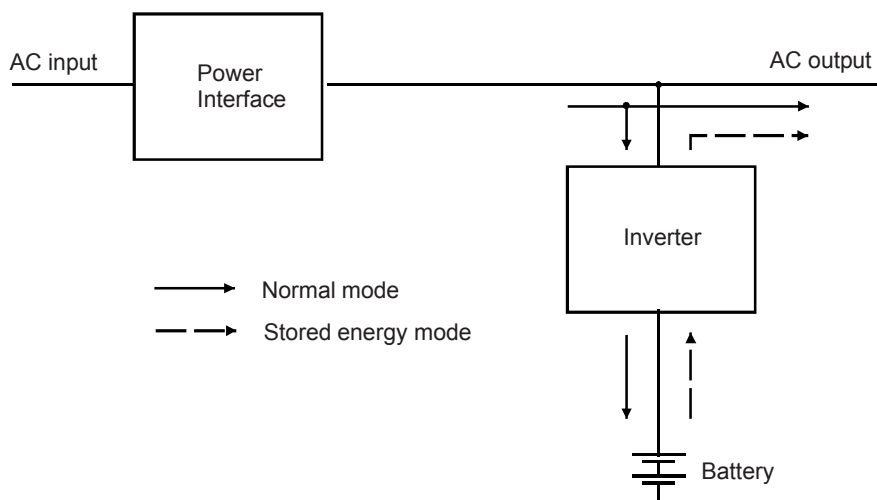 AC input
Power
Interface
AC output
Inverter
Normal mode
Stored energy mode
Battery